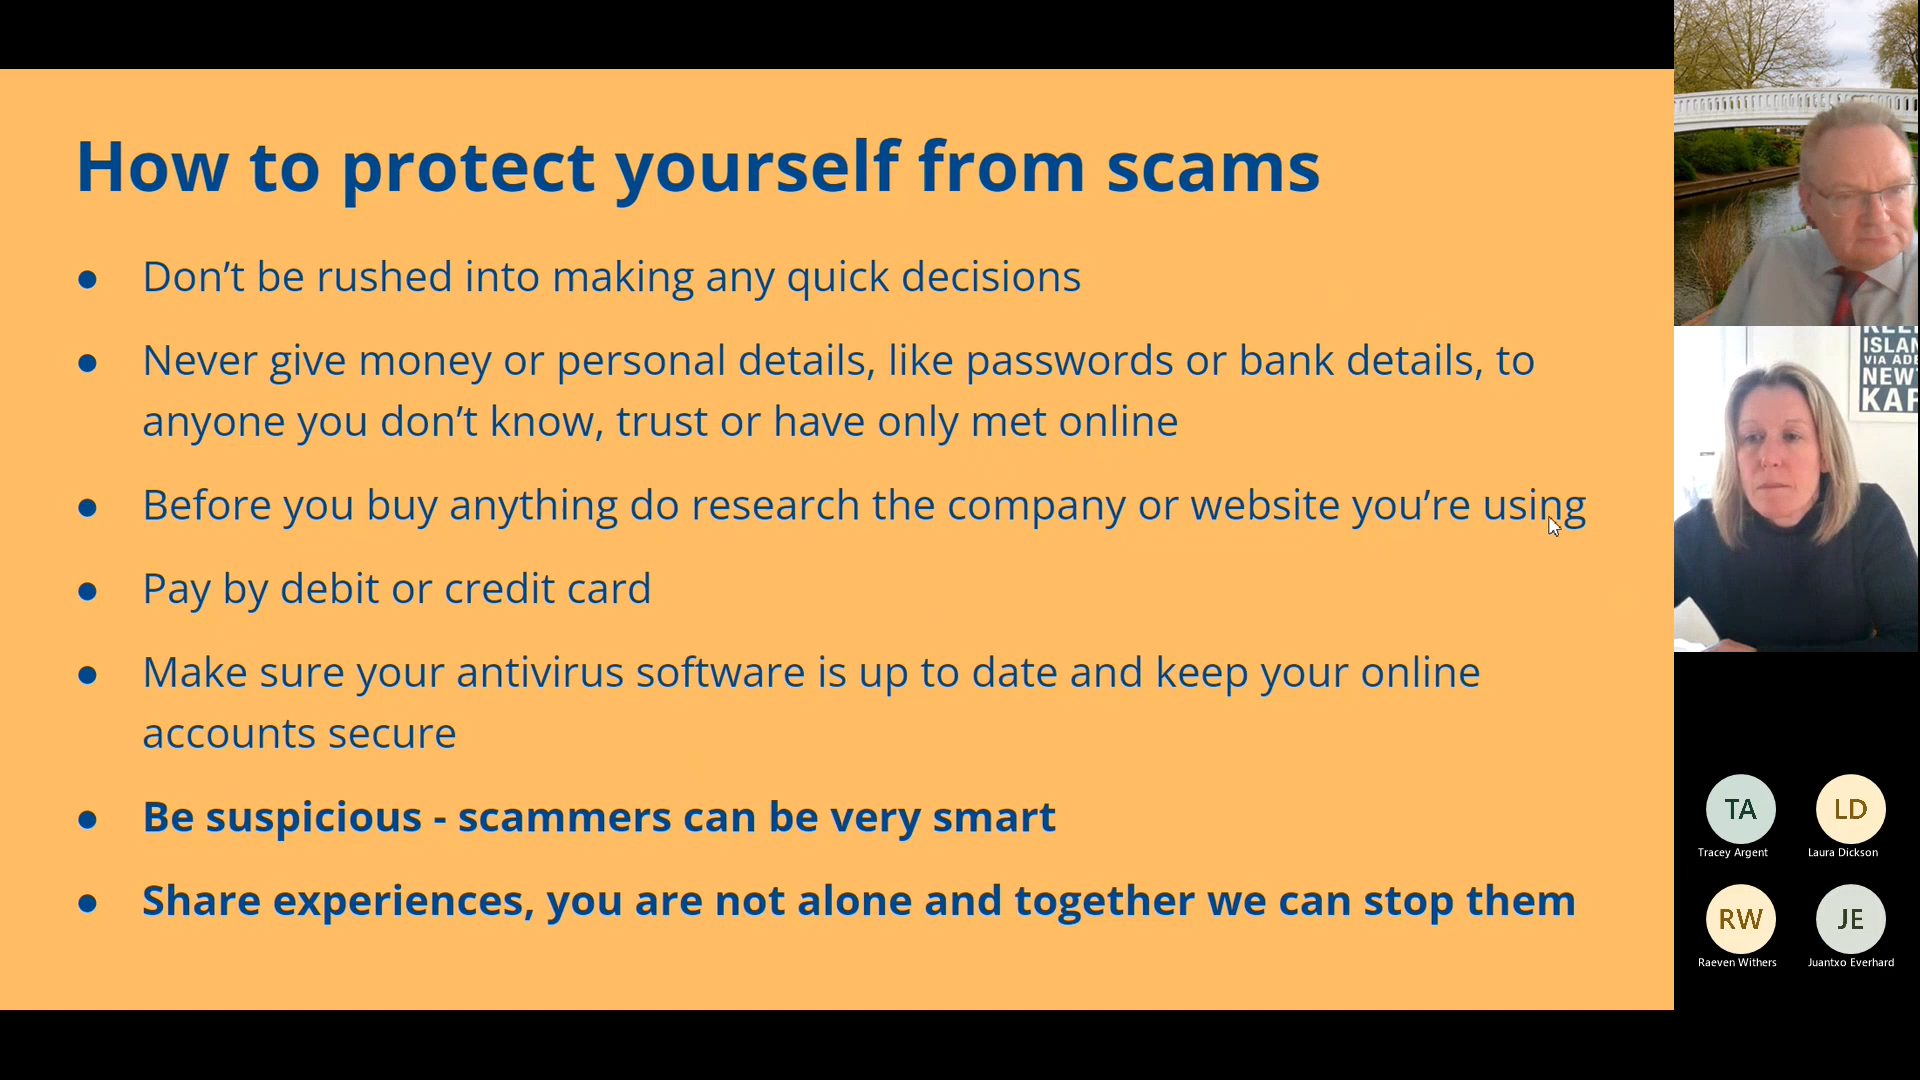 How to protect yourself from scams
● Don’t be rushed into making any quick decisions
● Never give money or personal details, like passwords or bank details, to
anyone you don’t know, trust or have only met online
● Before you buy anything do research the company or website you’re using
● Pay by debit or credit card
● Make sure your antivirus software is up to date and keep your online
accounts secure
● Be suspicious - scammers can be very smart
● Share experiences, you are not alone and together we can stop them
VIA
NEW
TA
Tracey Argent
LD
Laura Dickson
RW
Raeven Withers
JE
Juantxo Everhard